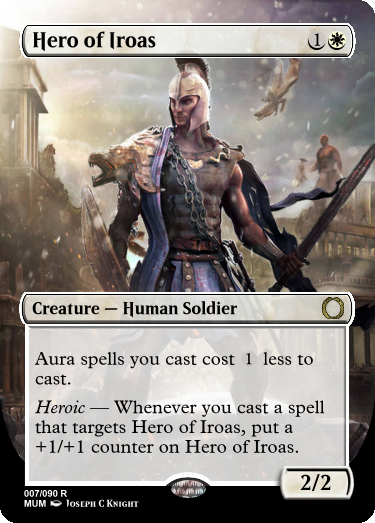 Hero of Iroas 1
Creature — Human Soldier
Aura spells you cast cost 1 less to
cast.
Heroic — Whenever you cast a spell
that targets Hero of Iroas, put a
+1/+1 counter on Hero of Iroas.
2/2
007/090 R
MUM Joseph C Knight